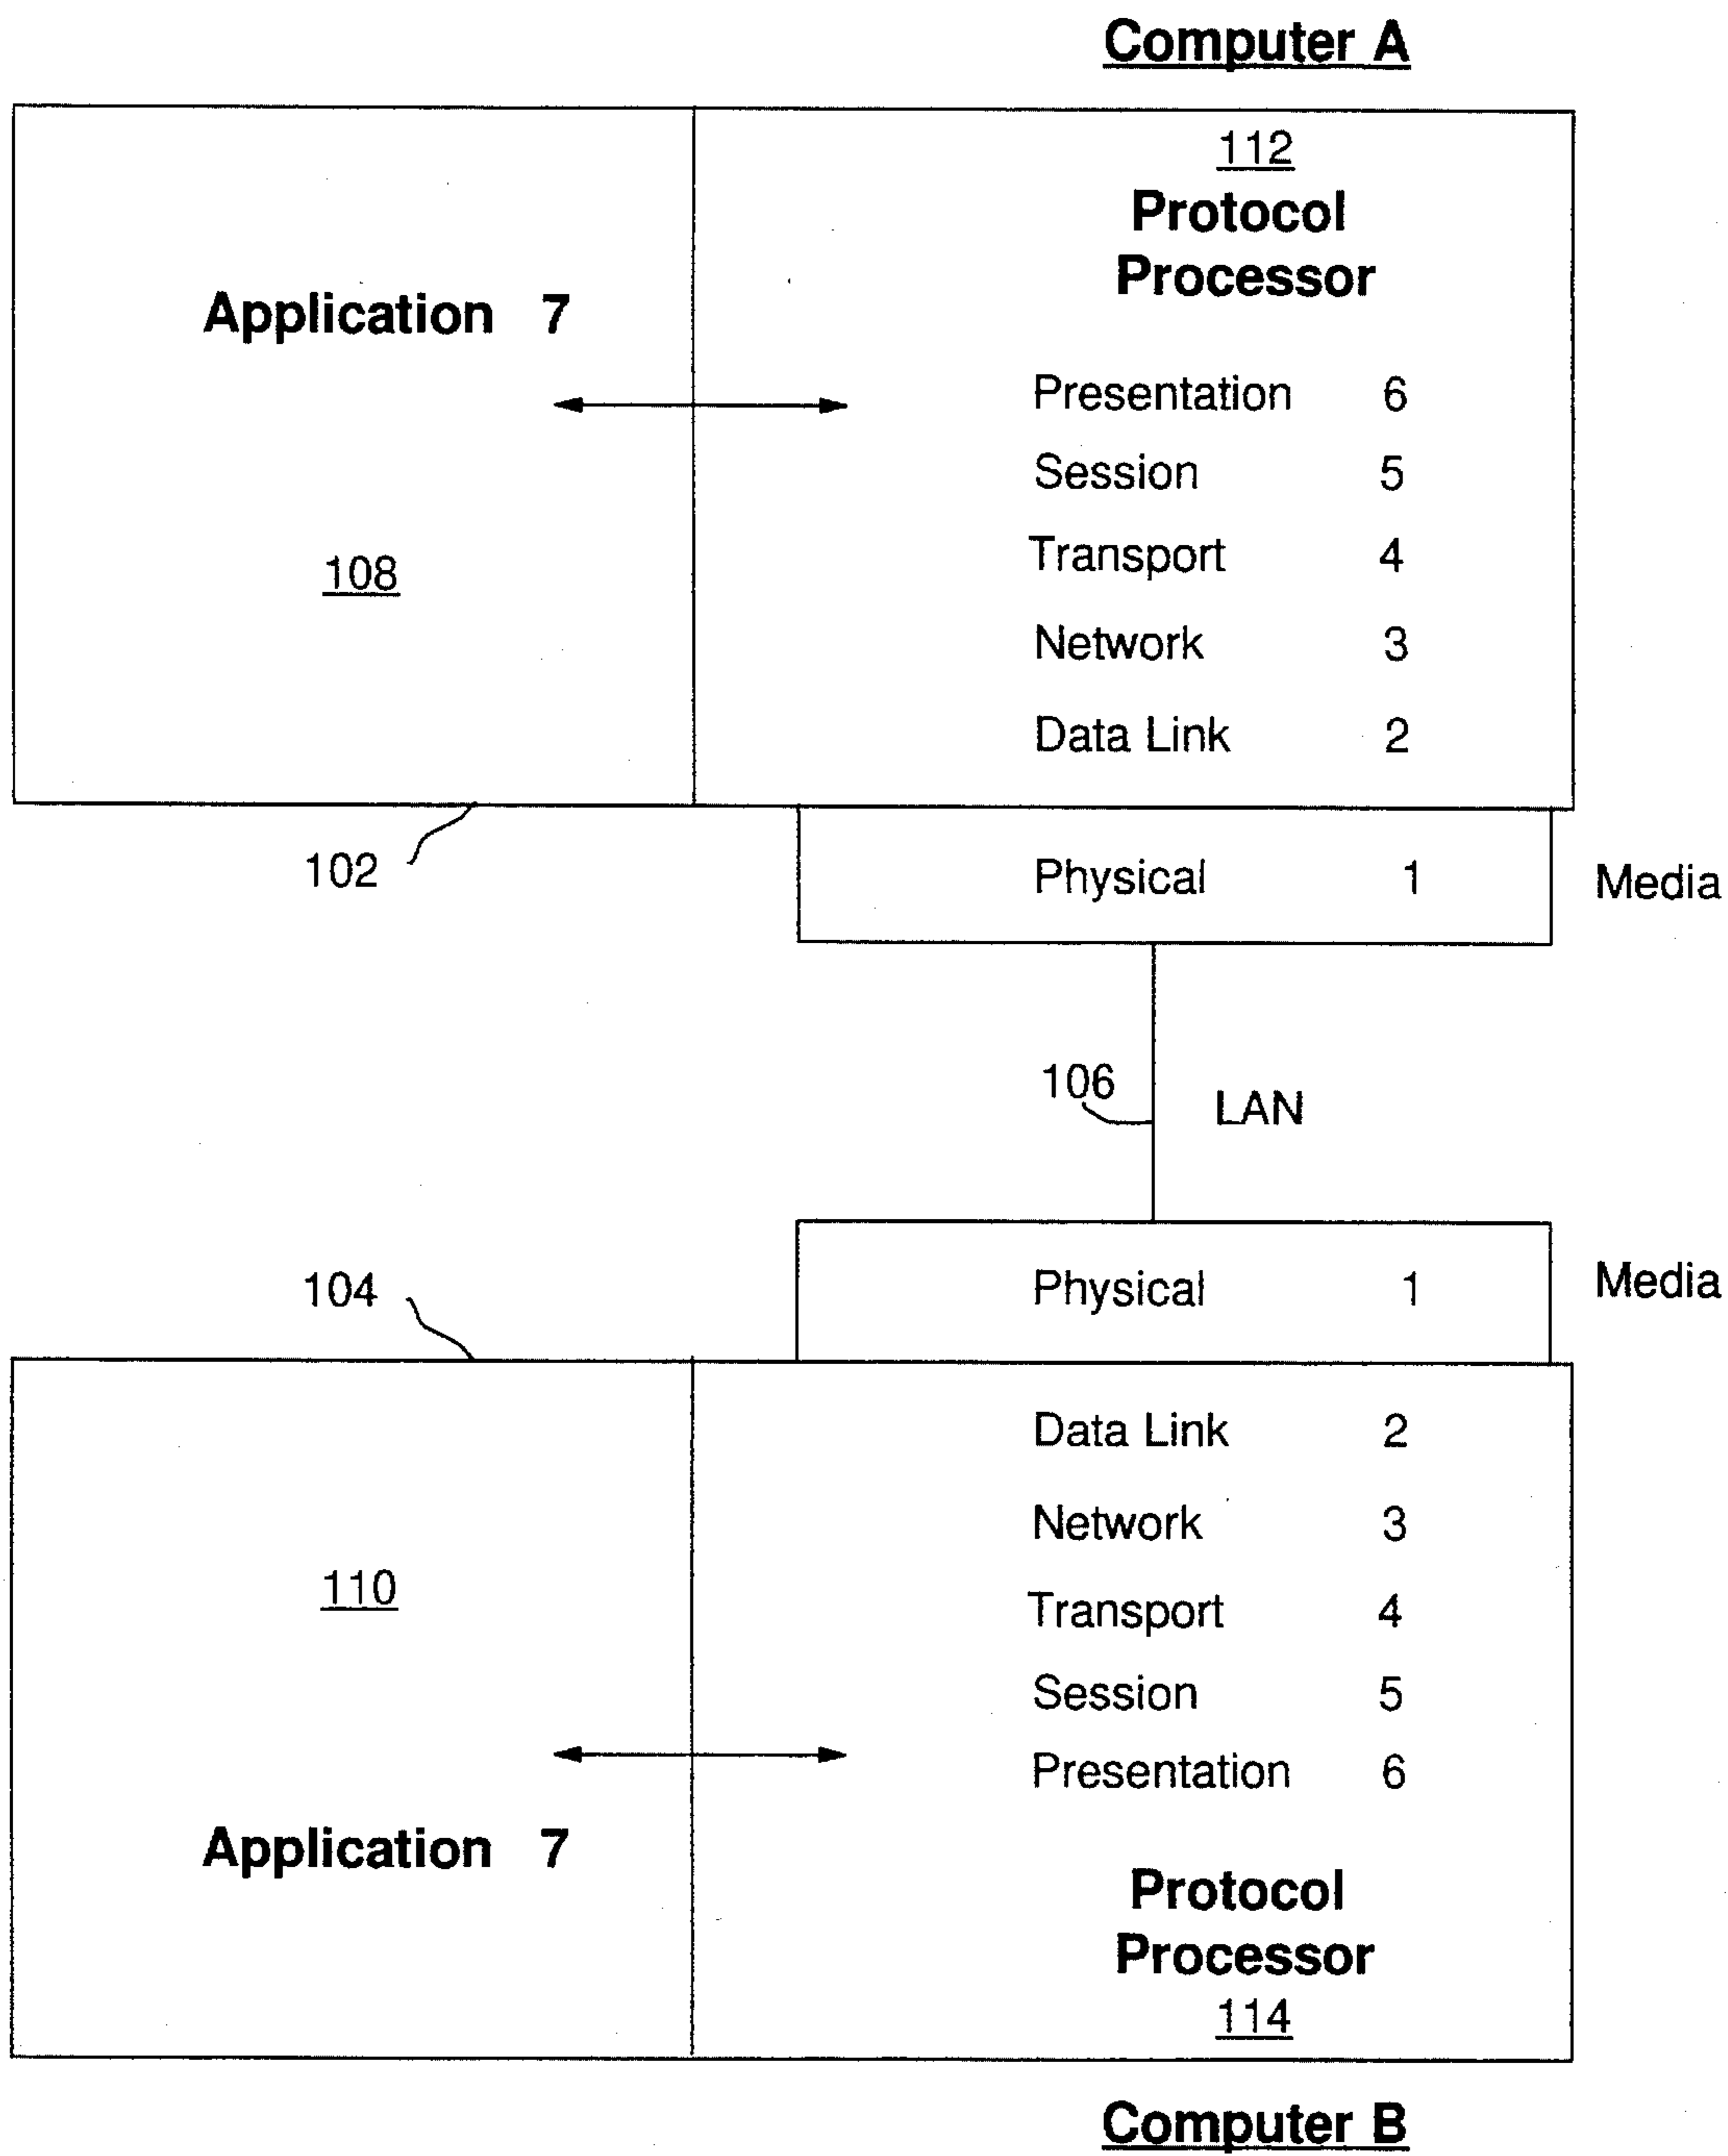 Computer A
112
Protocol
Processor
Application 7
Presentation 6
Session 5
108
Transport 4
Network 3
Data Link 2
102
Physical 1
Media
106
LAN
104
Physical 1
Media
Data Link 2
Network 3
110
Transport 4
Session 5
Presentation 6
Application 7
Protocol
Processor
114
Computer B